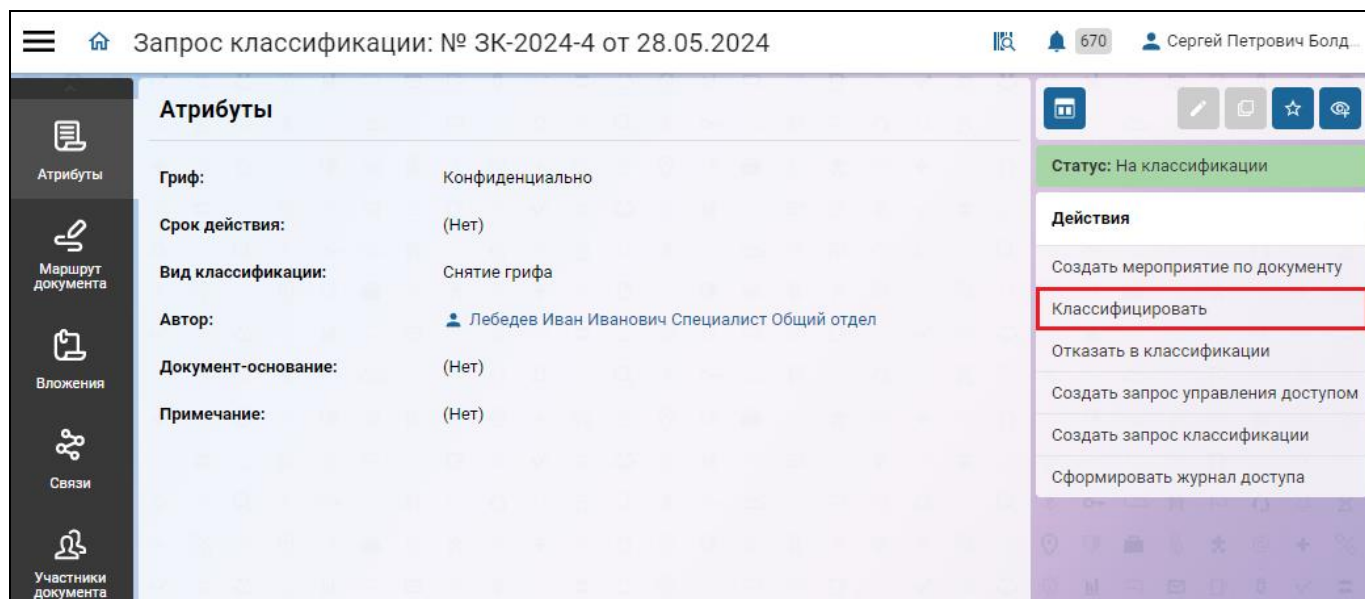 Запрос классификации: № ЗК-2024-4 от 28.05.2024
670
Сергей Петрович Болд...
Атрибуты
Маршрут
документа
Вложения
Связи
Участники
документа
Атрибуты
Гриф: Конфиденциально
Срок действия: (Нет)
Вид классификации: Снятие грифа
Автор: Лебедев Иван Иванович Специалист Общий отдел
Документ-основание: (Нет)
Примечание: (Нет)
Статус: На классификации
Действия
Создать мероприятие по документу
Классифицировать
Отказать в классификации
Создать запрос управления доступом
Создать запрос классификации
Сформировать журнал доступа